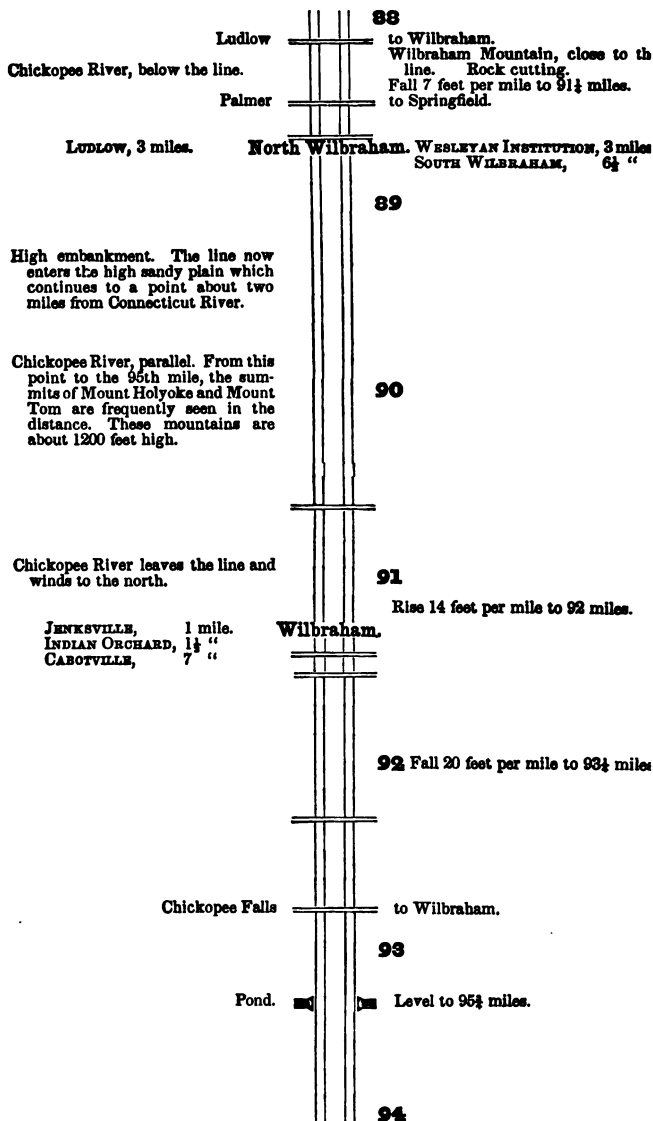 88
Ludlow to Wilbraham.
Wilbraham Mountain, close to th
Chickopee River, below the line. line. Rock cutting.
Fall 7 feet per mile to 91¼ miles.
Palmer to Springfield.
LUDLOW, 3 miles. North Wilbraham. WESLEYAN INSTITUTION, 3 miles
SOUTH WILBRAHAM, 6½ “
89
High embankment. The line now
enters the high sandy plain which
continues to a point about two
miles from Connecticut River.
Chickopee River, parallel. From this
point to the 95th mile, the sum-
mits of Mount Holyoke and Mount
Tom are frequently seen in the
distance. These mountains are
about 1200 feet high.
90
Chickopee River leaves the line and
winds to the north.
91
Rise 14 feet per mile to 92 miles.
JENKSVILLE, 1 mile. Wilbraham.
INDIAN ORCHARD, 1½ “
CABOTVILLE, 7 “
92 Fall 20 feet per mile to 93¼ miles
Chickopee Falls to Wilbraham.
93
Pond. Level to 95¾ miles.
94